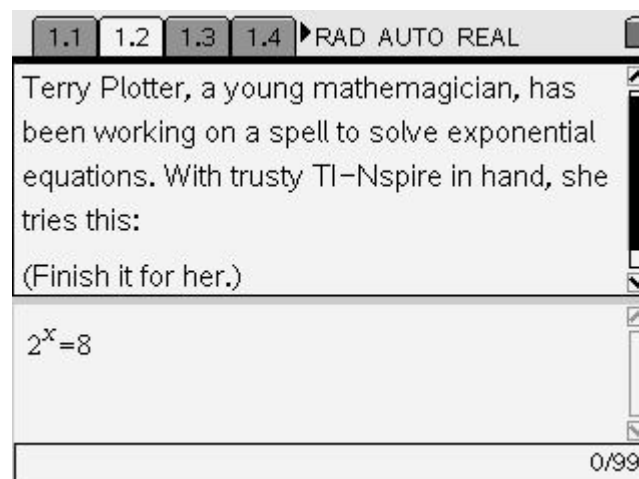 1.1 1.2 1.3 1.4 RAD AUTO REAL
Terry Plotter, a young mathemagician, has
been working on a spell to solve exponential
equations. With trusty TI-Nspire in hand, she
tries this:
(Finish it for her.)
2ˣ=8
0/99